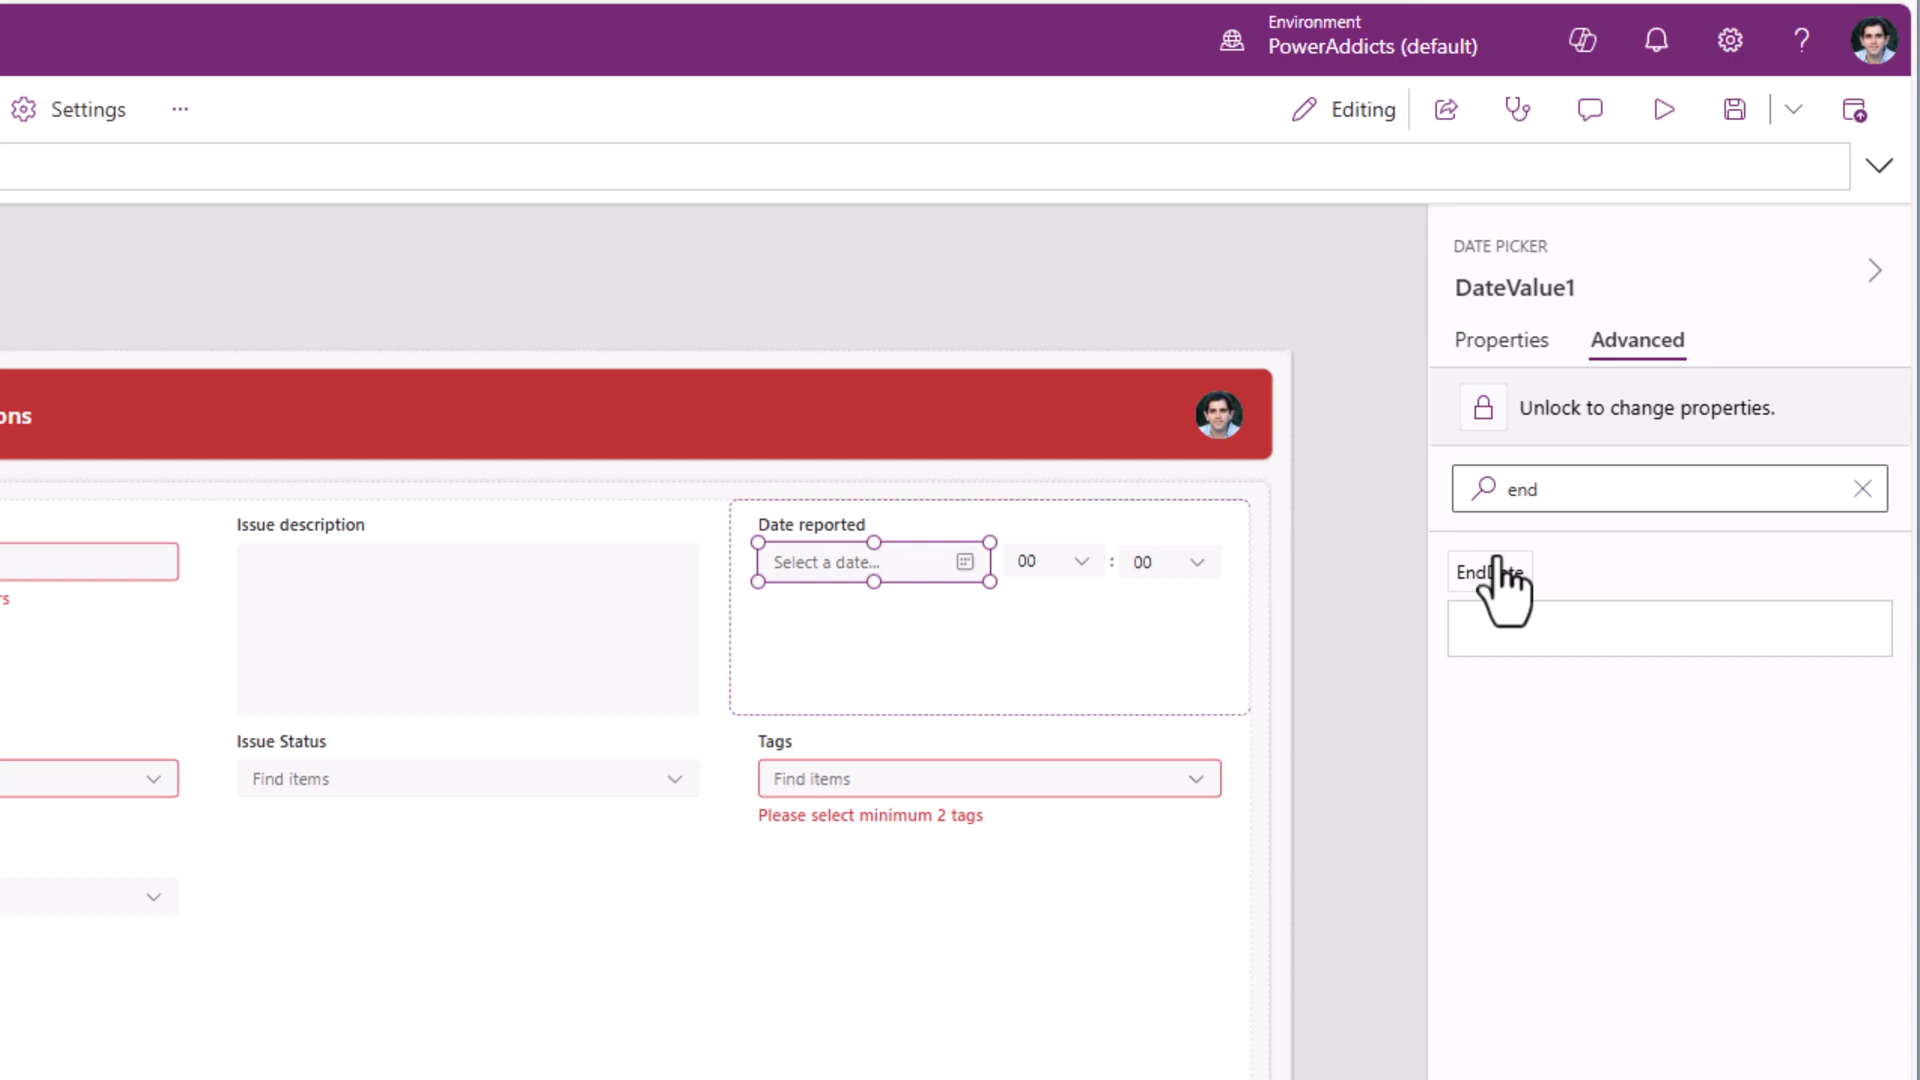 Environment
PowerAddicts (default)
Settings
...
Editing
DATE PICKER
DateValue1
Properties
Advanced
Unlock to change properties.
end
ons
Issue description
Date reported
Select a date...
00
:
00
rs
Issue Status
Find items
Tags
Find items
Please select minimum 2 tags